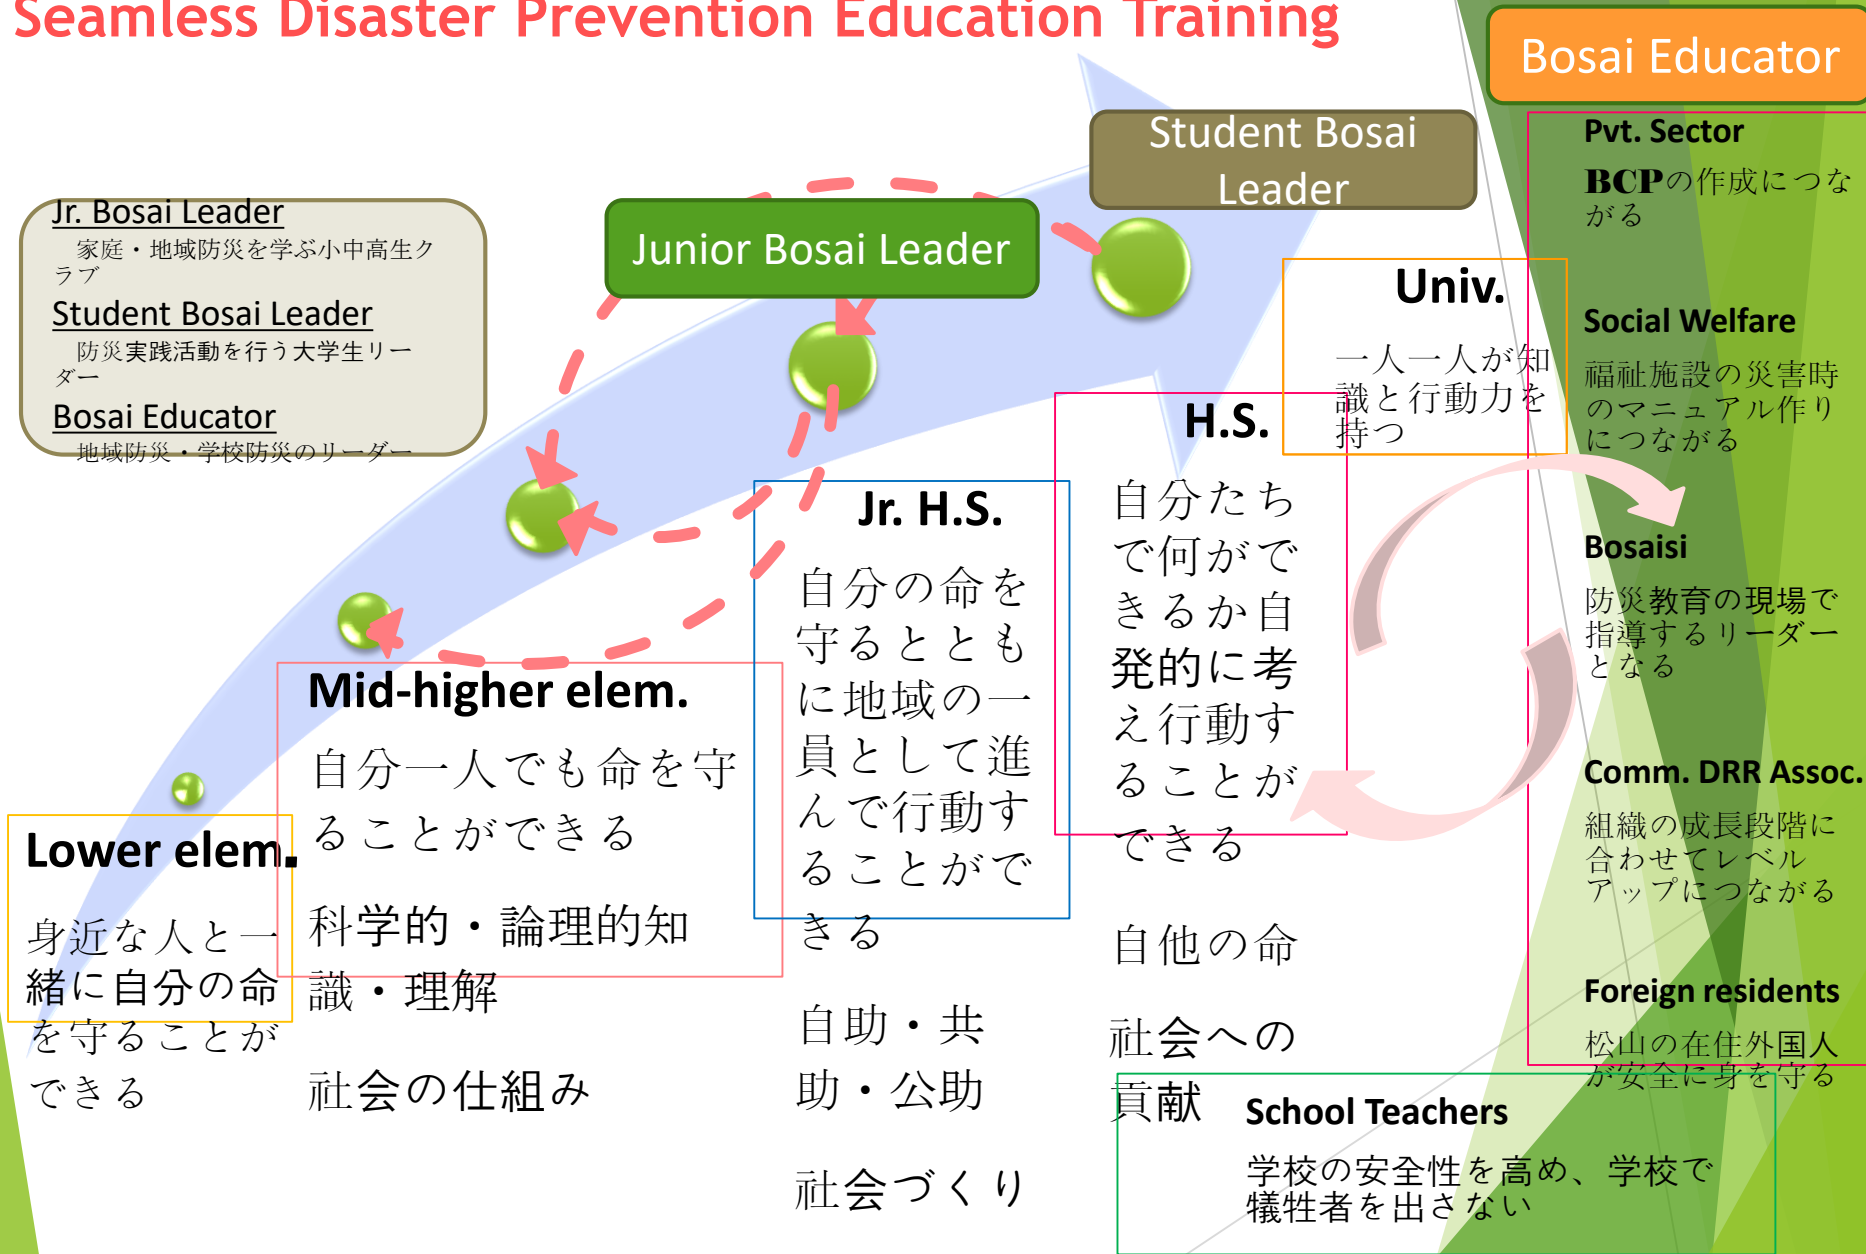 Seamless Disaster Prevention Education Training
Bosai Educator
Student Bosai
Leader
Junior Bosai Leader
Jr. Bosai Leader
家庭・地域防災を学ぶ小中高生ク
ラブ
Student Bosai Leader
防災実践活動を行う大学生リー
ダー
Bosai Educator
地域防災・学校防災のリーダー
Lower elem.
身近な人と一
緒に自分の命
を守ることが
できる
Mid-higher elem.
自分一人でも命を守
ることができる
科学的・論理的知
識・理解
社会の仕組み
Jr. H.S.
自分の命を
守るととも
に地域の一
員として進
んで行動す
ることがで
きる
自助・共
助・公助
社会づくり
H.S.
自分たち
で何がで
きるか自
発的に考
え行動す
ることが
できる
自他の命
社会への
貢献
Univ.
一人一人が知
識と行動力を
持つ
Pvt. Sector
BCPの作成につな
がる
Social Welfare
福祉施設の災害時
のマニュアル作り
につながる
Bosaisi
防災教育の現場で
指導するリーダー
となる
Comm. DRR Assoc.
組織の成長段階に
合わせてレベル
アップにつながる
Foreign residents
松山の在住外国人
が安全に身を守る
School Teachers
学校の安全性を高め、学校で
犠牲者を出さない